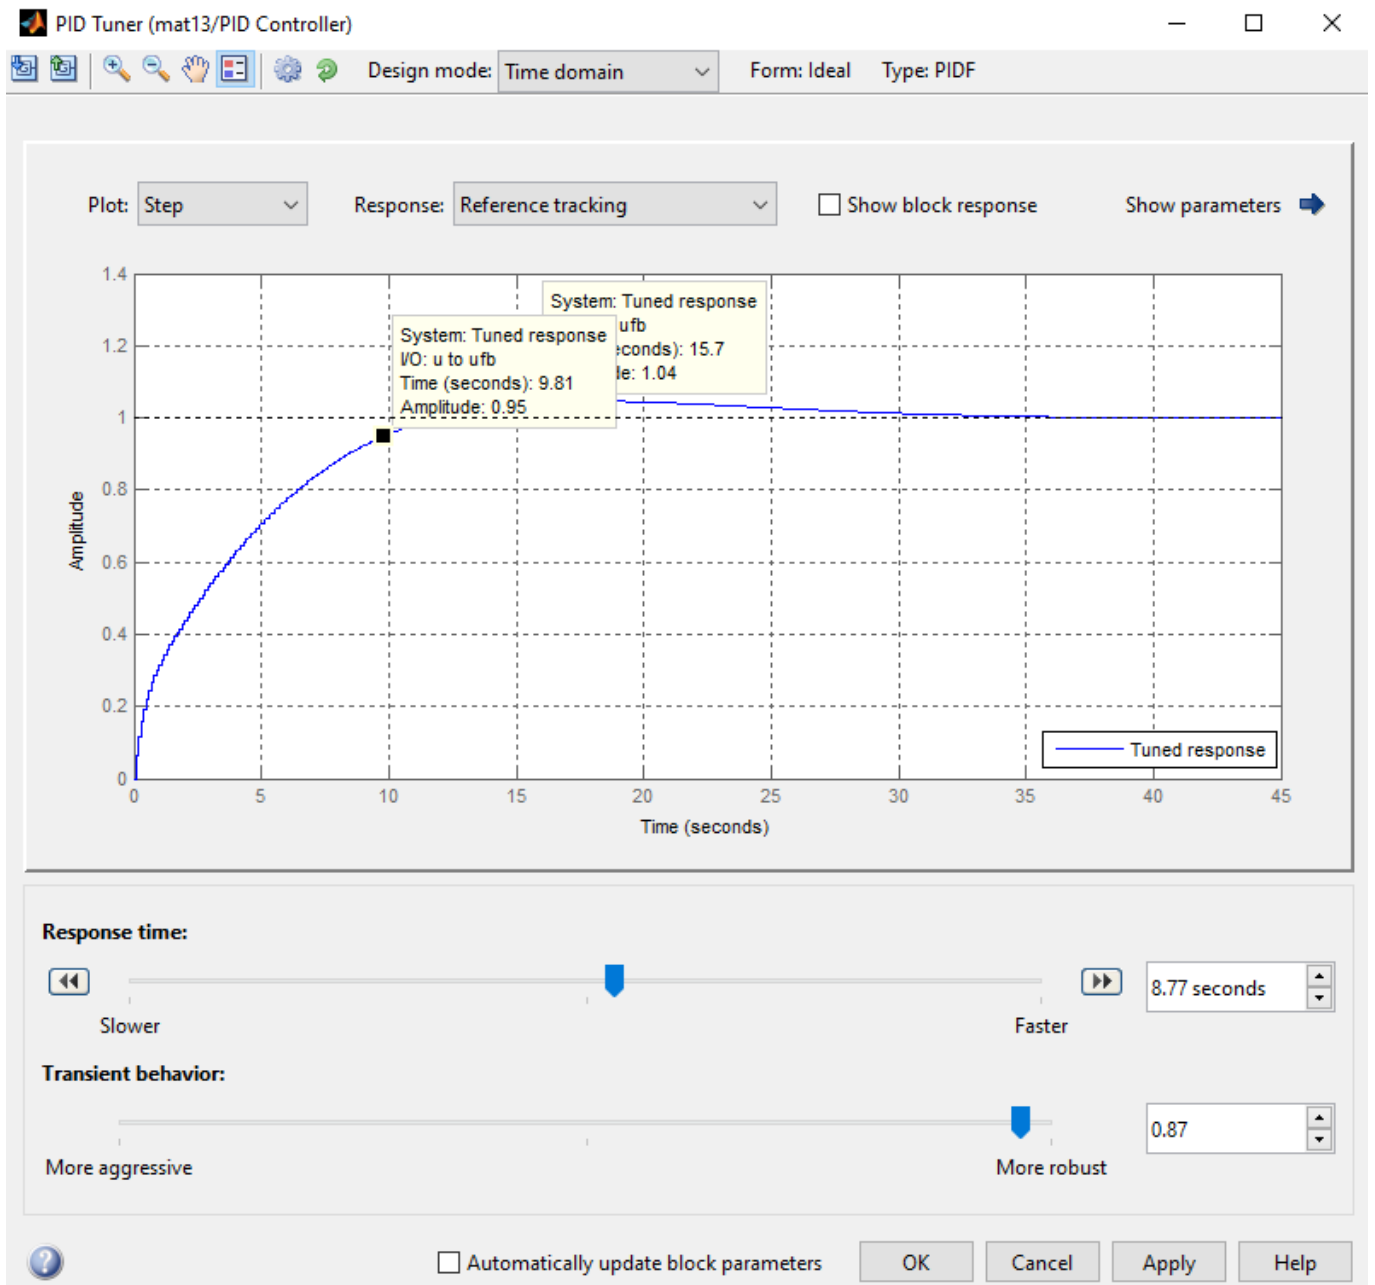 PID Tuner (mat13/PID Controller)
Design mode: Time domain Form: Ideal Type: PIDF
Plot: Step Response: Reference tracking Show block response Show parameters
1.4
1.2
1
0.8
0.6
0.4
0.2
0
Amplitude
System: Tuned response
ufb
econds): 15.7
le: 1.04
System: Tuned response
I/O: u to ufb
Time (seconds): 9.81
Amplitude: 0.95
Tuned response
0 5 10 15 20 25 30 35 40 45
Time (seconds)
Response time:
8.77 seconds
Slower Faster
Transient behavior:
0.87
More aggressive More robust
Automatically update block parameters OK Cancel Apply Help